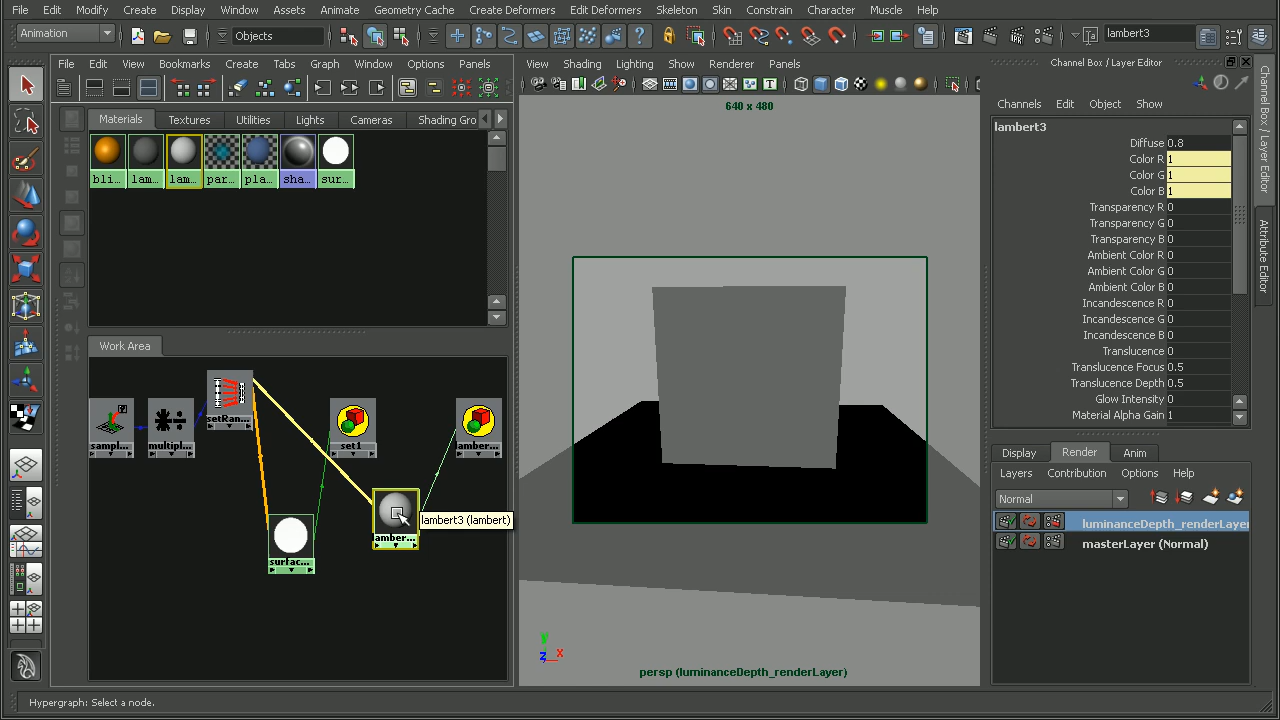 File Edit Modify Create Display Window Assets Animate Geometry Cache Create Deformers Edit Deformers Skeleton Skin Constrain Character Muscle Help
Animation
Objects
lambert3
File Edit View Bookmarks Create Tabs Graph Window Options Panels
View Shading Lighting Show Renderer Panels
Channel Box / Layer Editor
Materials Textures Utilities Lights Cameras Shading Gro
bli... lam... lam... par... pla... sha... sur...
Work Area
setRan...
sampl...
multipl...
set1
amber...
lamber...
surfac...
lambert3 (lambert)
640 x 480
y
z
x
persp (luminanceDepth_renderLayer)
Channels Edit Object Show
lambert3
Diffuse 0.8
Color R 1
Color G 1
Color B 1
Transparency R 0
Transparency G 0
Transparency B 0
Ambient Color R 0
Ambient Color G 0
Ambient Color B 0
Incandescence R 0
Incandescence G 0
Incandescence B 0
Translucence 0
Translucence Focus 0.5
Translucence Depth 0.5
Glow Intensity 0
Material Alpha Gain 1
Display Render Anim
Layers Contribution Options Help
Normal
luminanceDepth_renderLayer
masterLayer (Normal)
Channel Box / Layer Editor
Attribute Editor
Hypergraph: Select a node.